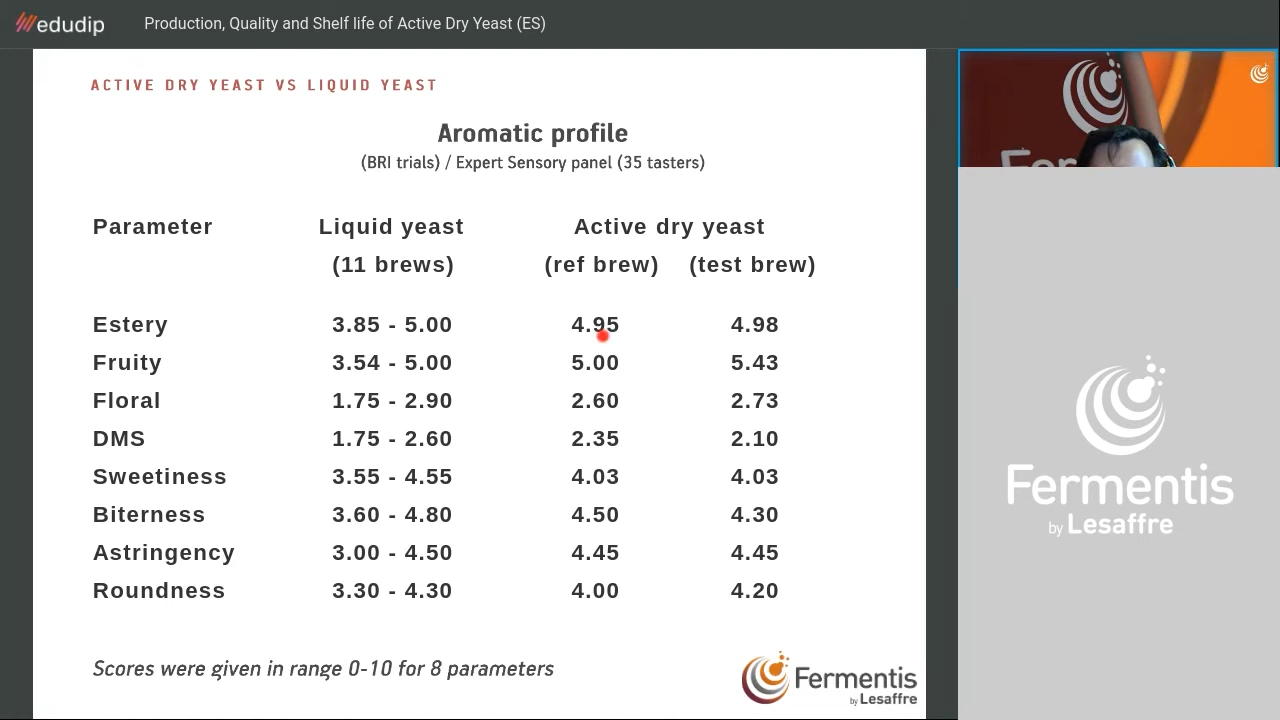 edudip
Production, Quality and Shelf life of Active Dry Yeast (ES)
ACTIVE DRY YEAST VS LIQUID YEAST
Aromatic profile
(BRI trials) / Expert Sensory panel (35 tasters)
Parameter Liquid yeast Active dry yeast
(11 brews) (ref brew) (test brew)
Estery 3.85 - 5.00 4.95 4.98
Fruity 3.54 - 5.00 5.00 5.43
Floral 1.75 - 2.90 2.60 2.73
DMS 1.75 - 2.60 2.35 2.10
Sweetiness 3.55 - 4.55 4.03 4.03
Biterness 3.60 - 4.80 4.50 4.30
Astringency 3.00 - 4.50 4.45 4.45
Roundness 3.30 - 4.30 4.00 4.20
Scores were given in range 0-10 for 8 parameters
Fermentis
by Lesaffre
Fermentis
by Lesaffre